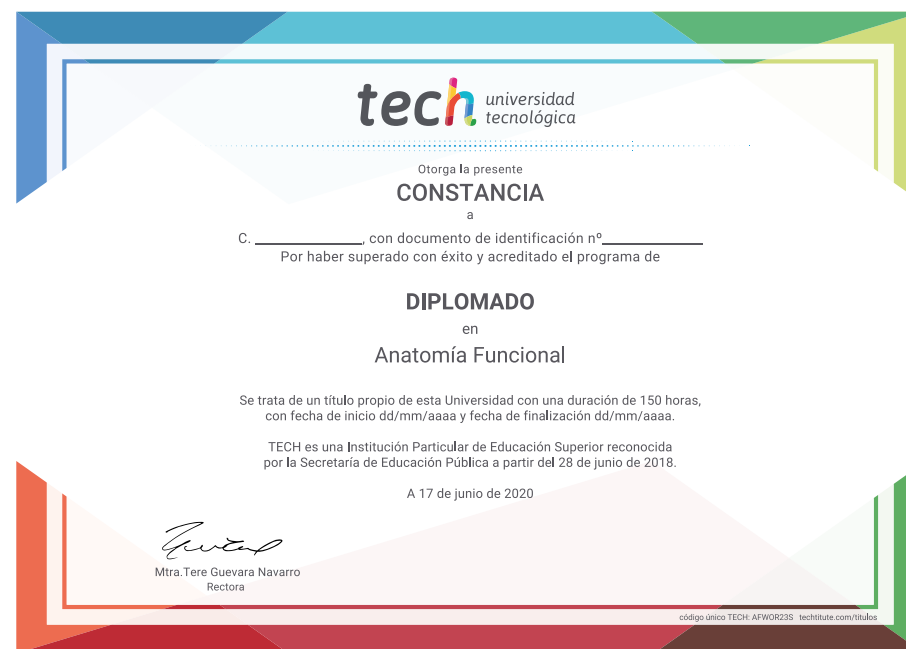 tech universidad
tecnológica
Otorga la presente
CONSTANCIA
a
C. ______________, con documento de identificación nº_____________
Por haber superado con éxito y acreditado el programa de
DIPLOMADO
en
Anatomía Funcional
Se trata de un título propio de esta Universidad con una duración de 150 horas,
con fecha de inicio dd/mm/aaaa y fecha de finalización dd/mm/aaaa.
TECH es una Institución Particular de Educación Superior reconocida
por la Secretaría de Educación Pública a partir del 28 de junio de 2018.
A 17 de junio de 2020
Mtra.Tere Guevara Navarro
Rectora
código único TECH: AFWOR23S techtitute.com/titulos